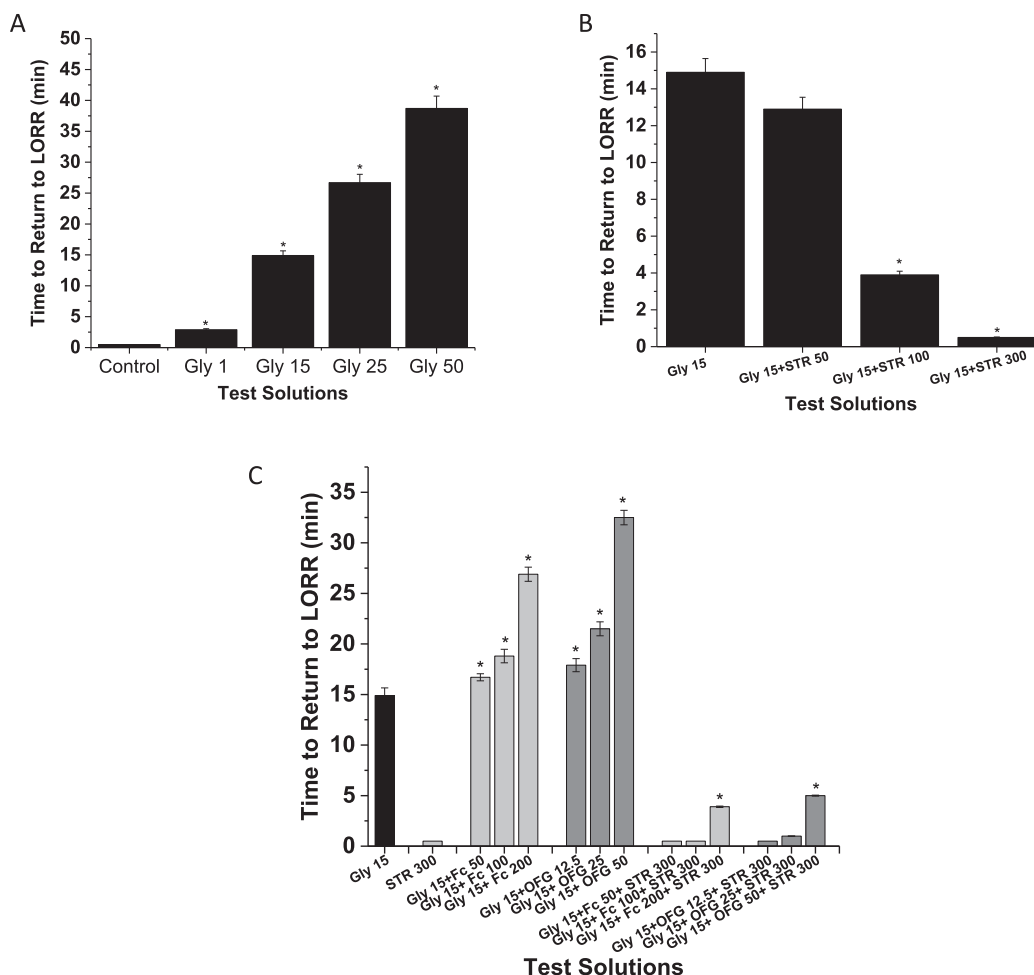 A
Time to Return to LORR (min)
50
45
40
35
30
25
20
15
10
5
0
*
*
*
*
Control Gly 1 Gly 15 Gly 25 Gly 50
Test Solutions
B
Time to Return to LORR (min)
16
14
12
10
8
6
4
2
0
*
*
Gly 15
Gly 15+STR 50
Gly 15+STR 100
Gly 15+STR 300
Test Solutions
C
Time to Return to LORR (min)
35
30
25
20
15
10
5
0
*
*
*
*
*
*
*
*
Gly 15
STR 300
Gly 15+Fc 50
Gly 15+ Fc 100
Gly 15+ Fc 200
Gly 15+OFG 12.5
Gly 15+ OFG 25
Gly 15+ OFG 50
Gly 15+Fc 50+ STR 300
Gly 15+ Fc 100+ STR 300
Gly 15+ Fc 200+ STR 300
Gly 15+OFG 12.5+ STR 300
Gly 15+ OFG 25+ STR 300
Gly 15+ OFG 50+ STR 300
Test Solutions